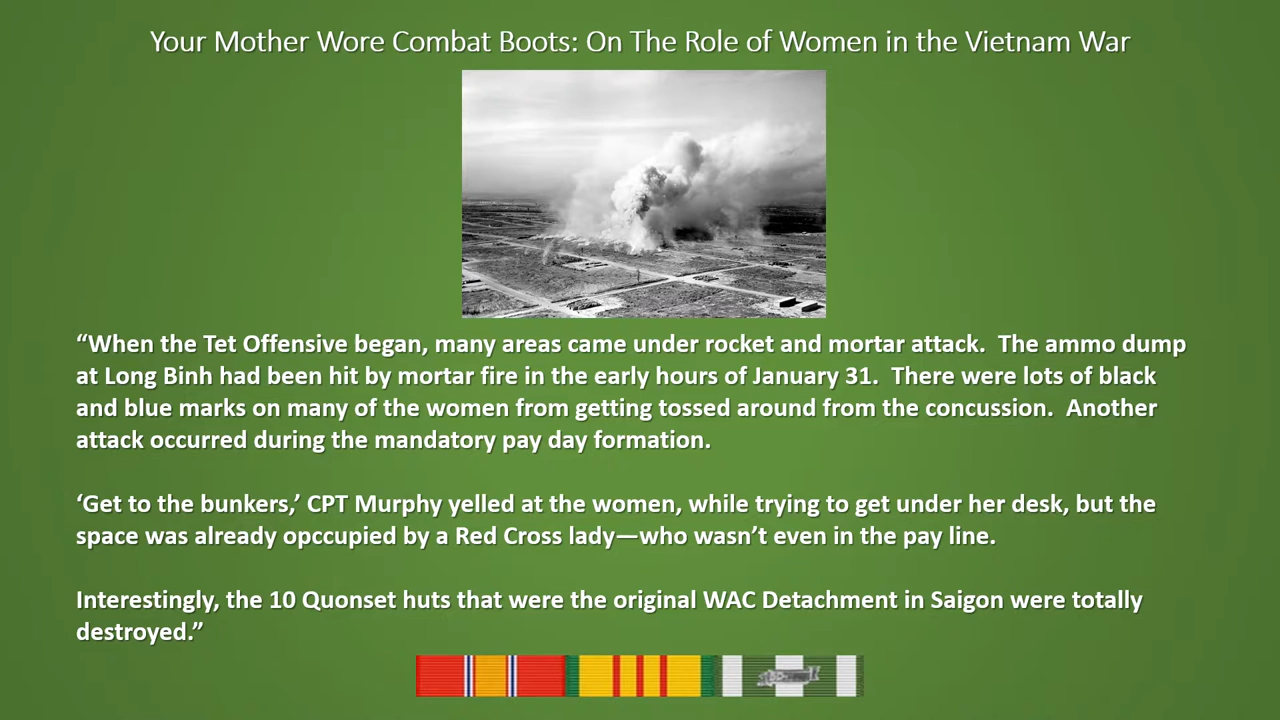 Your Mother Wore Combat Boots: On The Role of Women in the Vietnam War
“When the Tet Offensive began, many areas came under rocket and mortar attack.  The ammo dump
at Long Binh had been hit by mortar fire in the early hours of January 31.  There were lots of black
and blue marks on many of the women from getting tossed around from the concussion.  Another
attack occurred during the mandatory pay day formation.
‘Get to the bunkers,’ CPT Murphy yelled at the women, while trying to get under her desk, but the
space was already opccupied by a Red Cross lady—who wasn’t even in the pay line.
Interestingly, the 10 Quonset huts that were the original WAC Detachment in Saigon were totally
destroyed.”